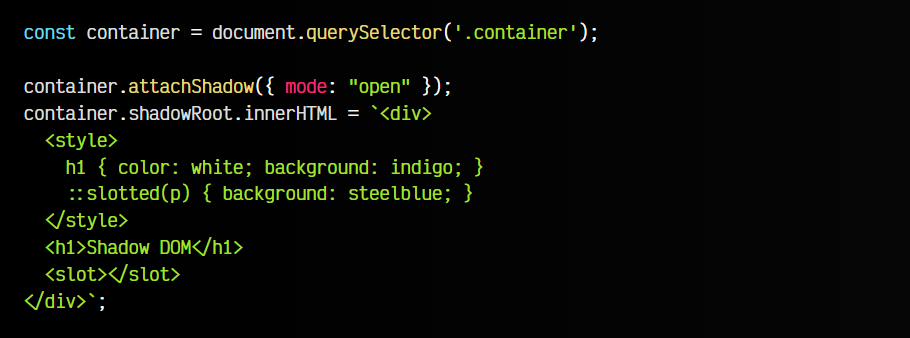 const container = document.querySelector('.container');
container.attachShadow({ mode: "open" });
container.shadowRoot.innerHTML = `<div>
<style>
h1 { color: white; background: indigo; }
::slotted(p) { background: steelblue; }
</style>
<h1>Shadow DOM</h1>
<slot></slot>
</div>`;